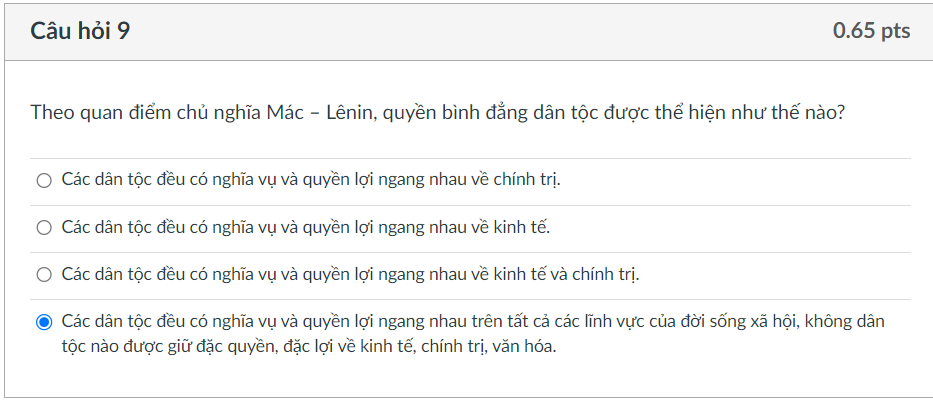 Câu hỏi 9
0.65 pts
Theo quan điểm chủ nghĩa Mác – Lênin, quyền bình đẳng dân tộc được thể hiện như thế nào?
Các dân tộc đều có nghĩa vụ và quyền lợi ngang nhau về chính trị.
Các dân tộc đều có nghĩa vụ và quyền lợi ngang nhau về kinh tế.
Các dân tộc đều có nghĩa vụ và quyền lợi ngang nhau về kinh tế và chính trị.
Các dân tộc đều có nghĩa vụ và quyền lợi ngang nhau trên tất cả các lĩnh vực của đời sống xã hội, không dân
tộc nào được giữ đặc quyền, đặc lợi về kinh tế, chính trị, văn hóa.